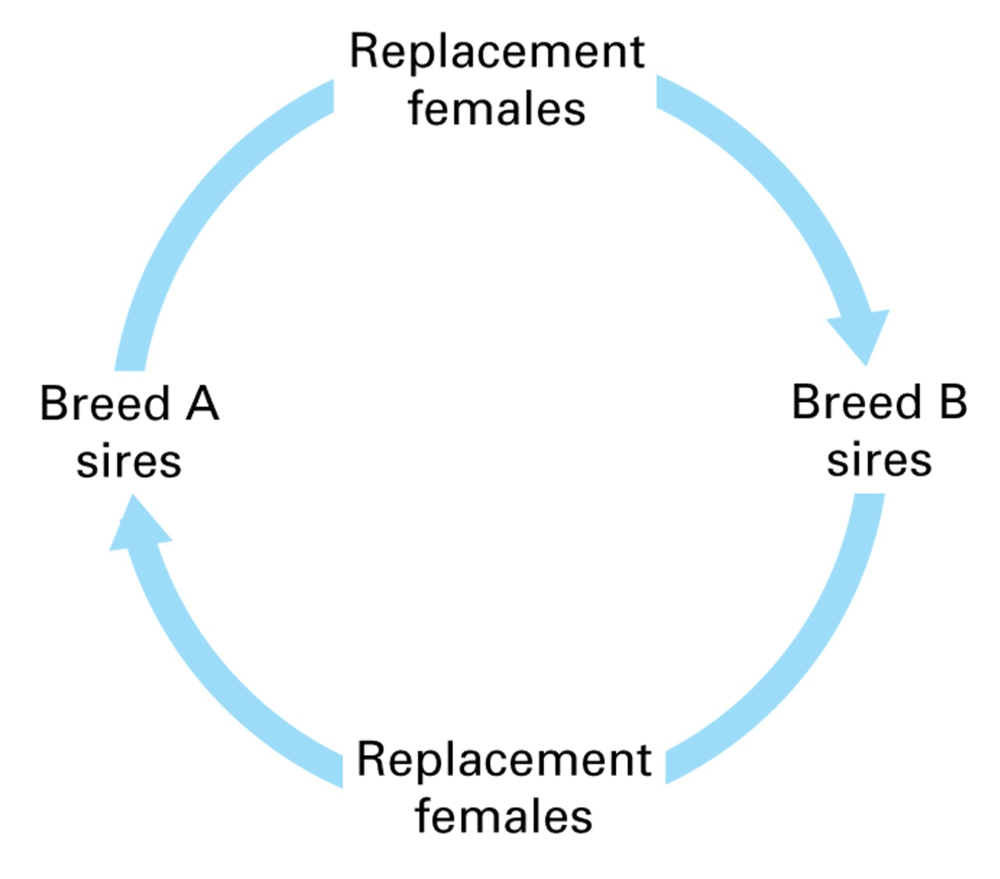 Replacement
females
Breed A
sires
Breed B
sires
Replacement
females